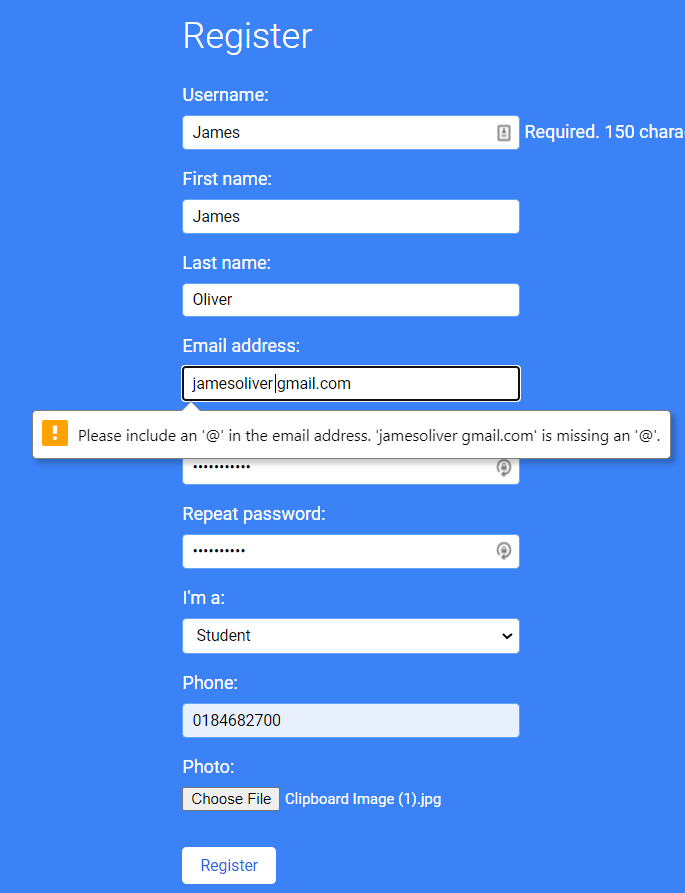 Register
Username:
James
Required. 150 chara
First name:
James
Last name:
Oliver
Email address:
jamesoliver gmail.com
Please include an '@' in the email address. 'jamesoliver gmail.com' is missing an '@'.
•••••••••••
Repeat password:
••••••••••
I'm a:
Student
Phone:
0184682700
Photo:
Choose File Clipboard Image (1).jpg
Register